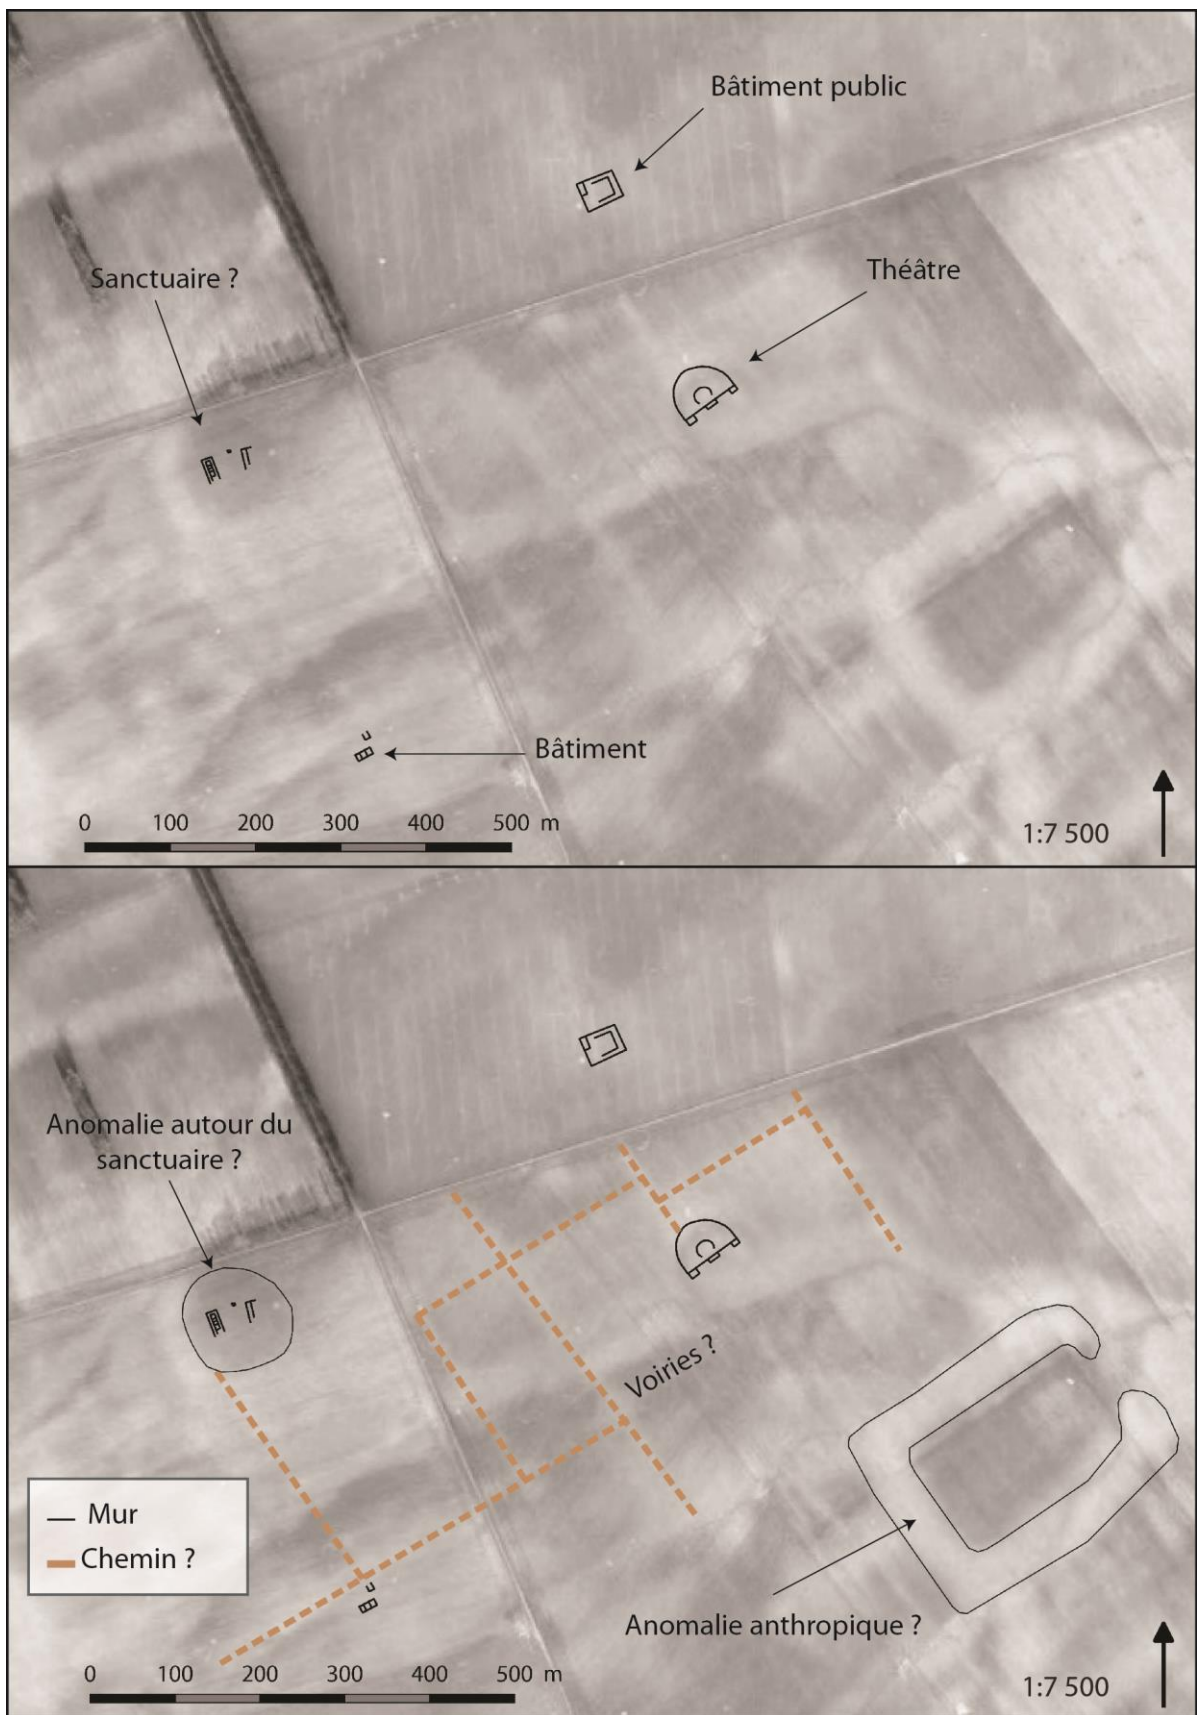 Bâtiment public
Théâtre
Sanctuaire ?
Bâtiment
0 100 200 300 400 500 m
1:7 500
Anomalie autour du
sanctuaire ?
Voiries ?
Mur
Chemin ?
Anomalie anthropique ?
0 100 200 300 400 500 m
1:7 500